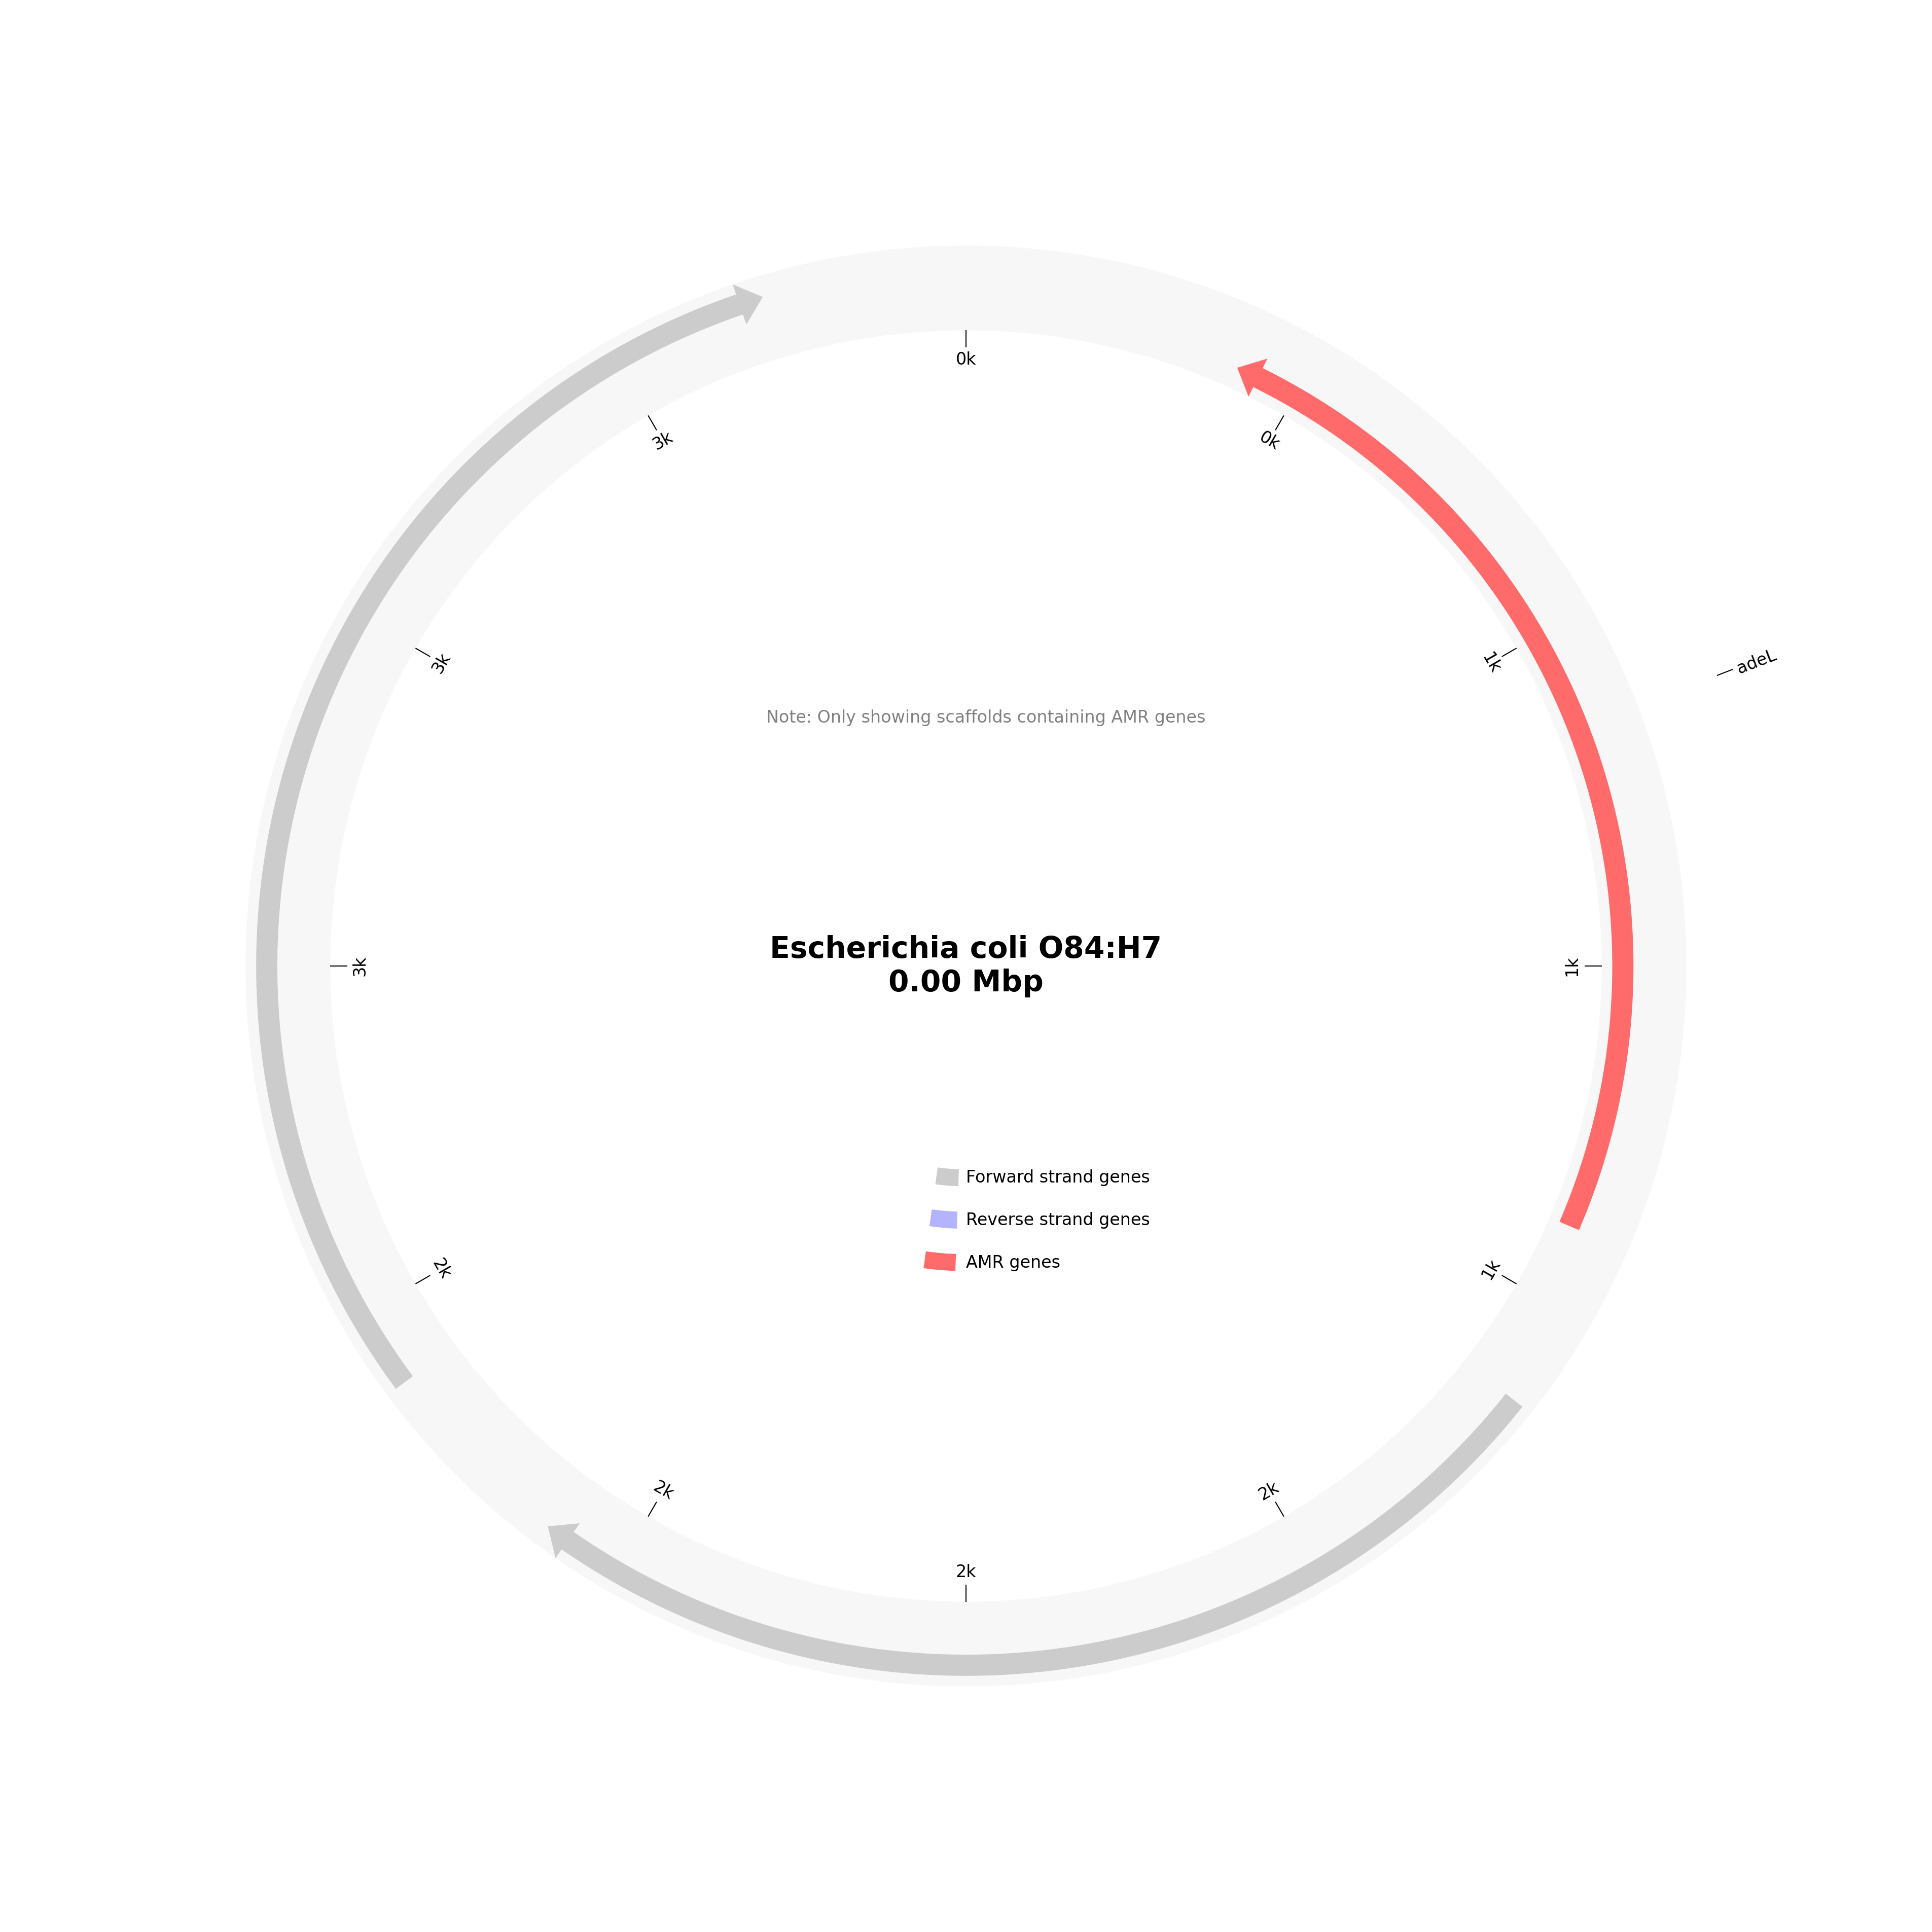 0k
3k
0k
3k
1k
adeL
Note: Only showing scaffolds containing AMR genes
Escherichia coli O84:H7
0.00 Mbp
3k
1k
Forward strand genes
Reverse strand genes
AMR genes
2k
1k
2k
2k
2k